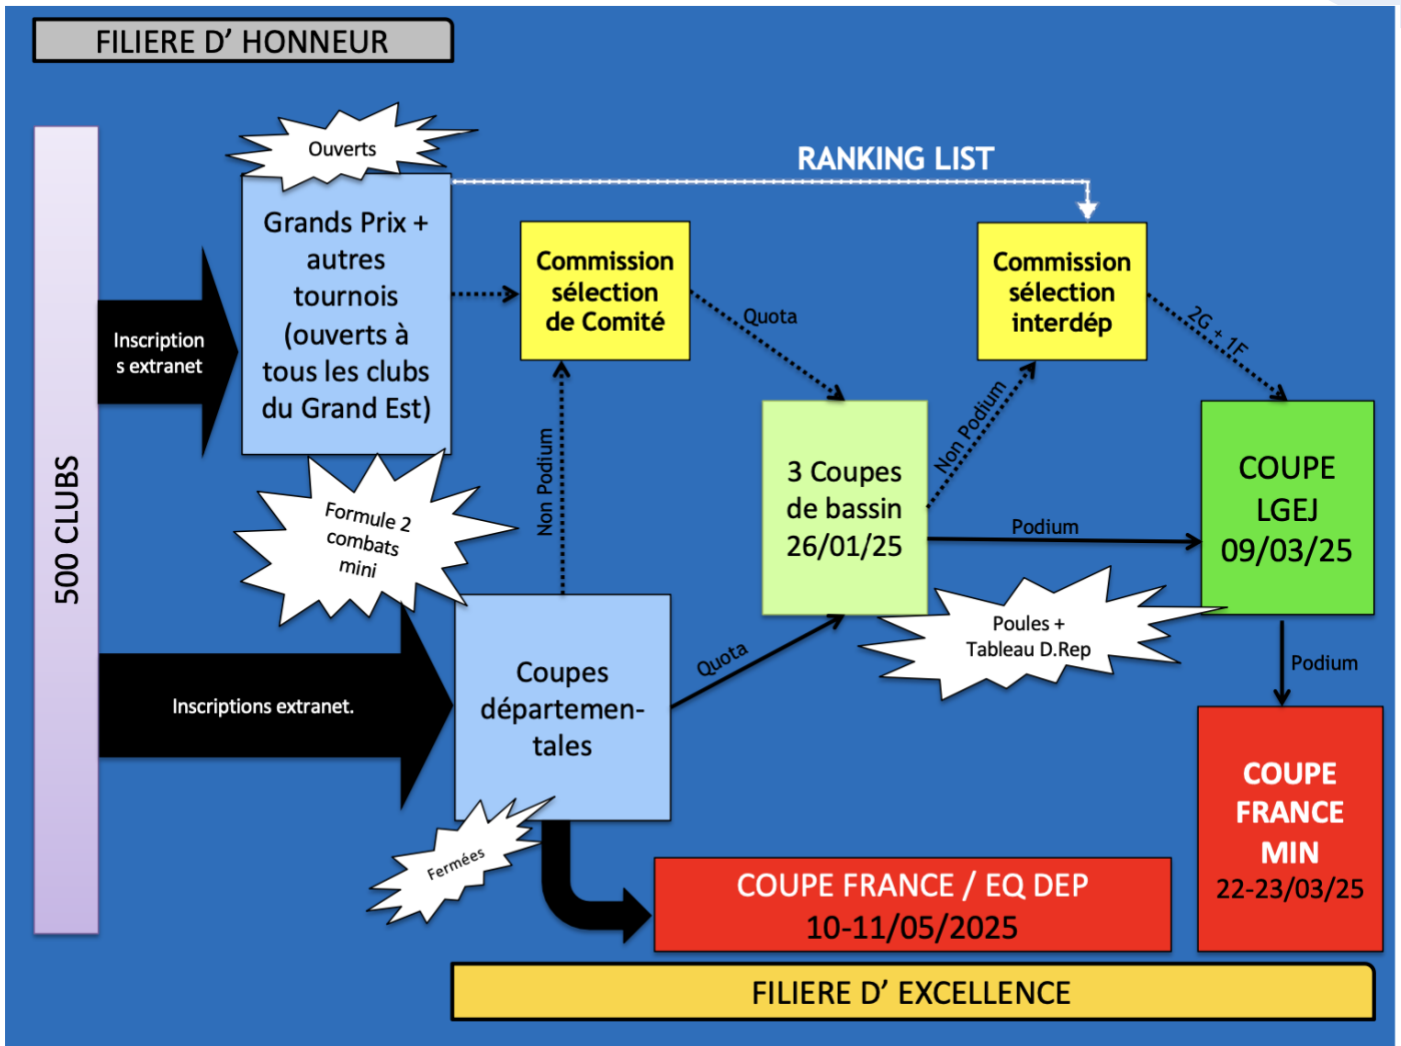 FILIERE D’ HONNEUR
Ouverts
RANKING LIST
Grands Prix +
autres
tournois
(ouverts à
tous les clubs
du Grand Est)
Commission
sélection
de Comité
Commission
sélection
interdép
Quota
2G + 1F
Inscription
s extranet
500 CLUBS
Non Podium
Non Podium
3 Coupes
de bassin
26/01/25
COUPE
LGEJ
09/03/25
Podium
Formule 2
combats
mini
Poules +
Tableau D.Rep
Podium
Quota
Inscriptions extranet.
Coupes
départemen-
tales
COUPE
FRANCE
MIN
22-23/03/25
Fermées
COUPE FRANCE / EQ DEP
10-11/05/2025
FILIERE D’ EXCELLENCE